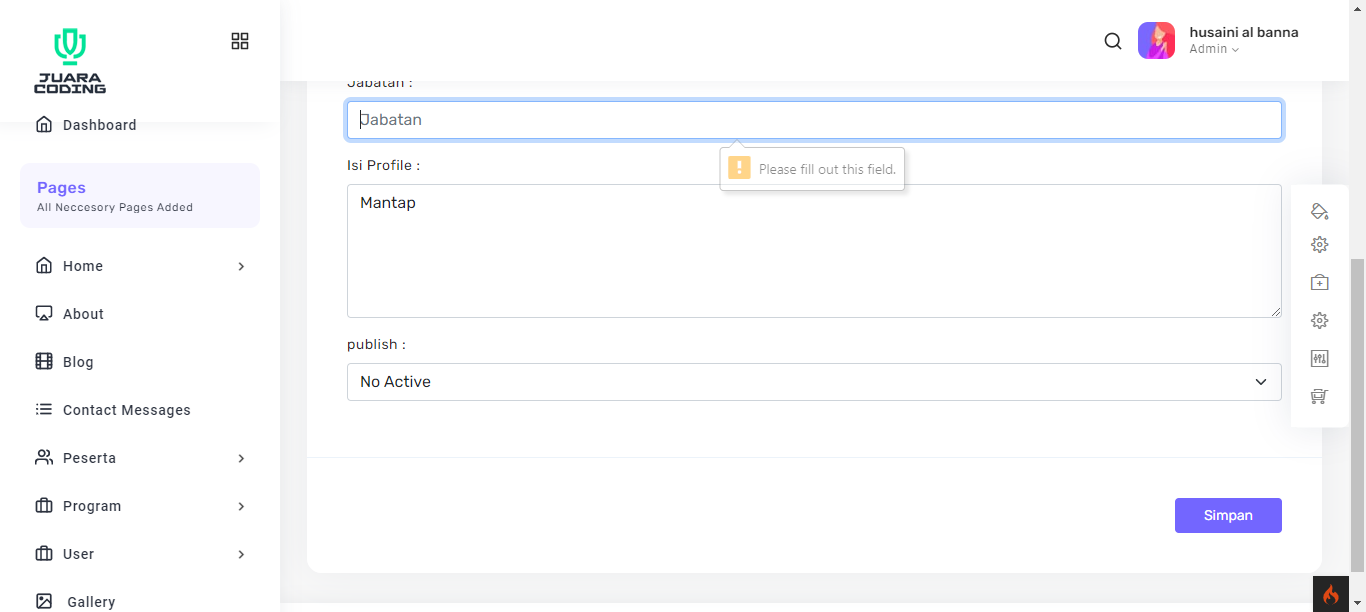 JUARA
CODING
husaini al banna
Admin
Dashboard
Pages
All Neccesory Pages Added
Home
About
Blog
Contact Messages
Peserta
Program
User
Gallery
Jabatan :
Jabatan
Please fill out this field.
Isi Profile :
Mantap
publish :
No Active
Simpan